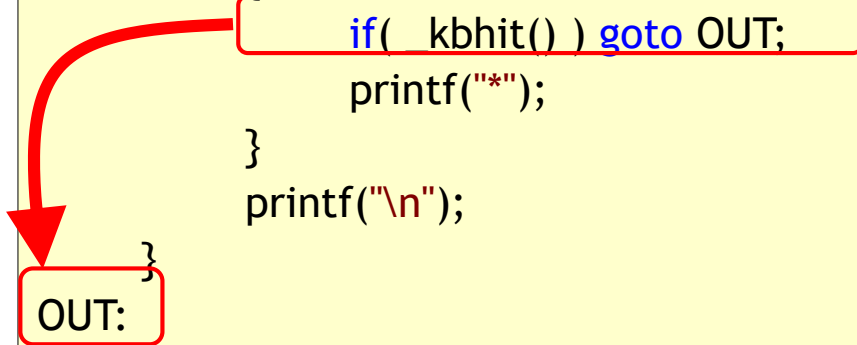 if( _kbhit() ) goto OUT;
printf("*");
}
printf("\n");
}
OUT: